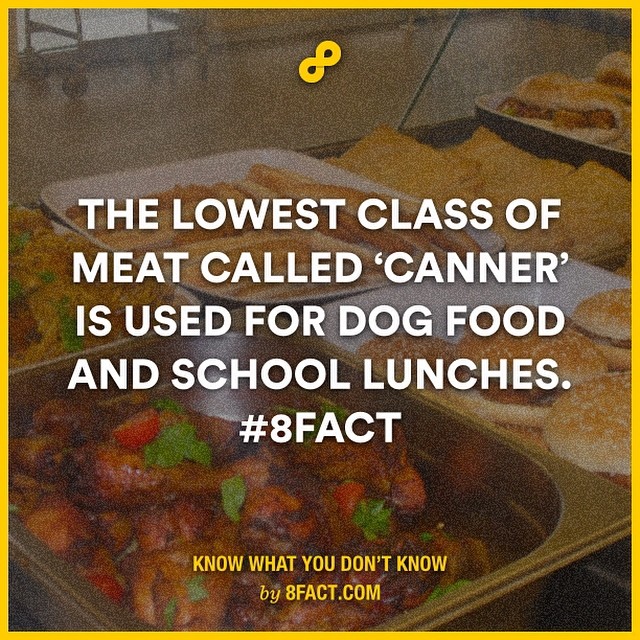 THE LOWEST CLASS OF
MEAT CALLED ‘CANNER’
IS USED FOR DOG FOOD
AND SCHOOL LUNCHES.
#8FACT
KNOW WHAT YOU DON’T KNOW
by 8FACT.COM